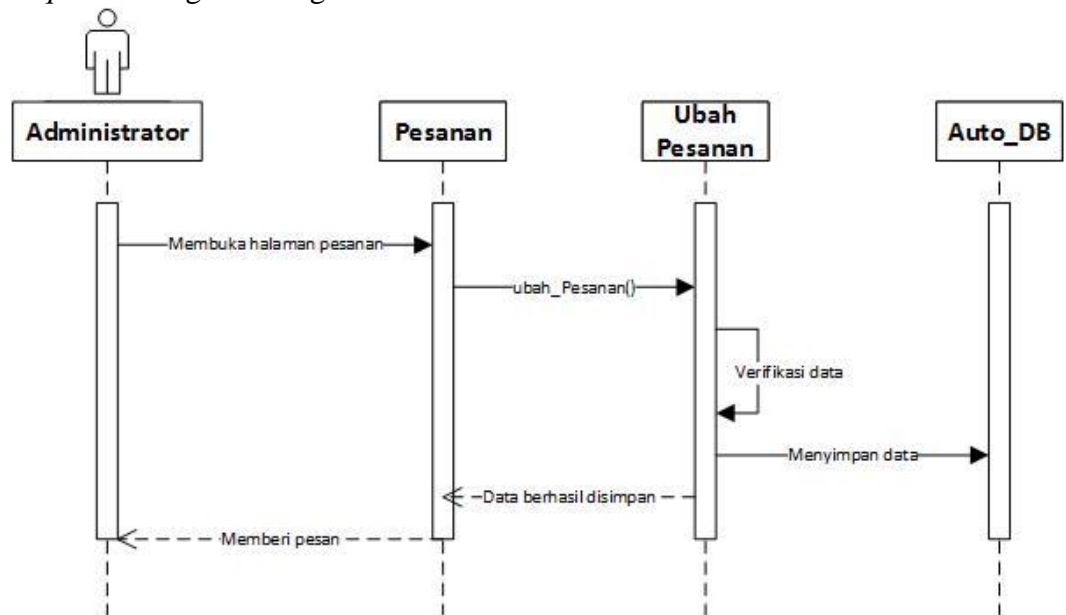 Administrator
Pesanan
Ubah
Pesanan
Auto_DB
Membuka halaman pesanan
ubah_Pesanan()
Verifikasi data
Menyimpan data
Data berhasil disimpan
Memberi pesan